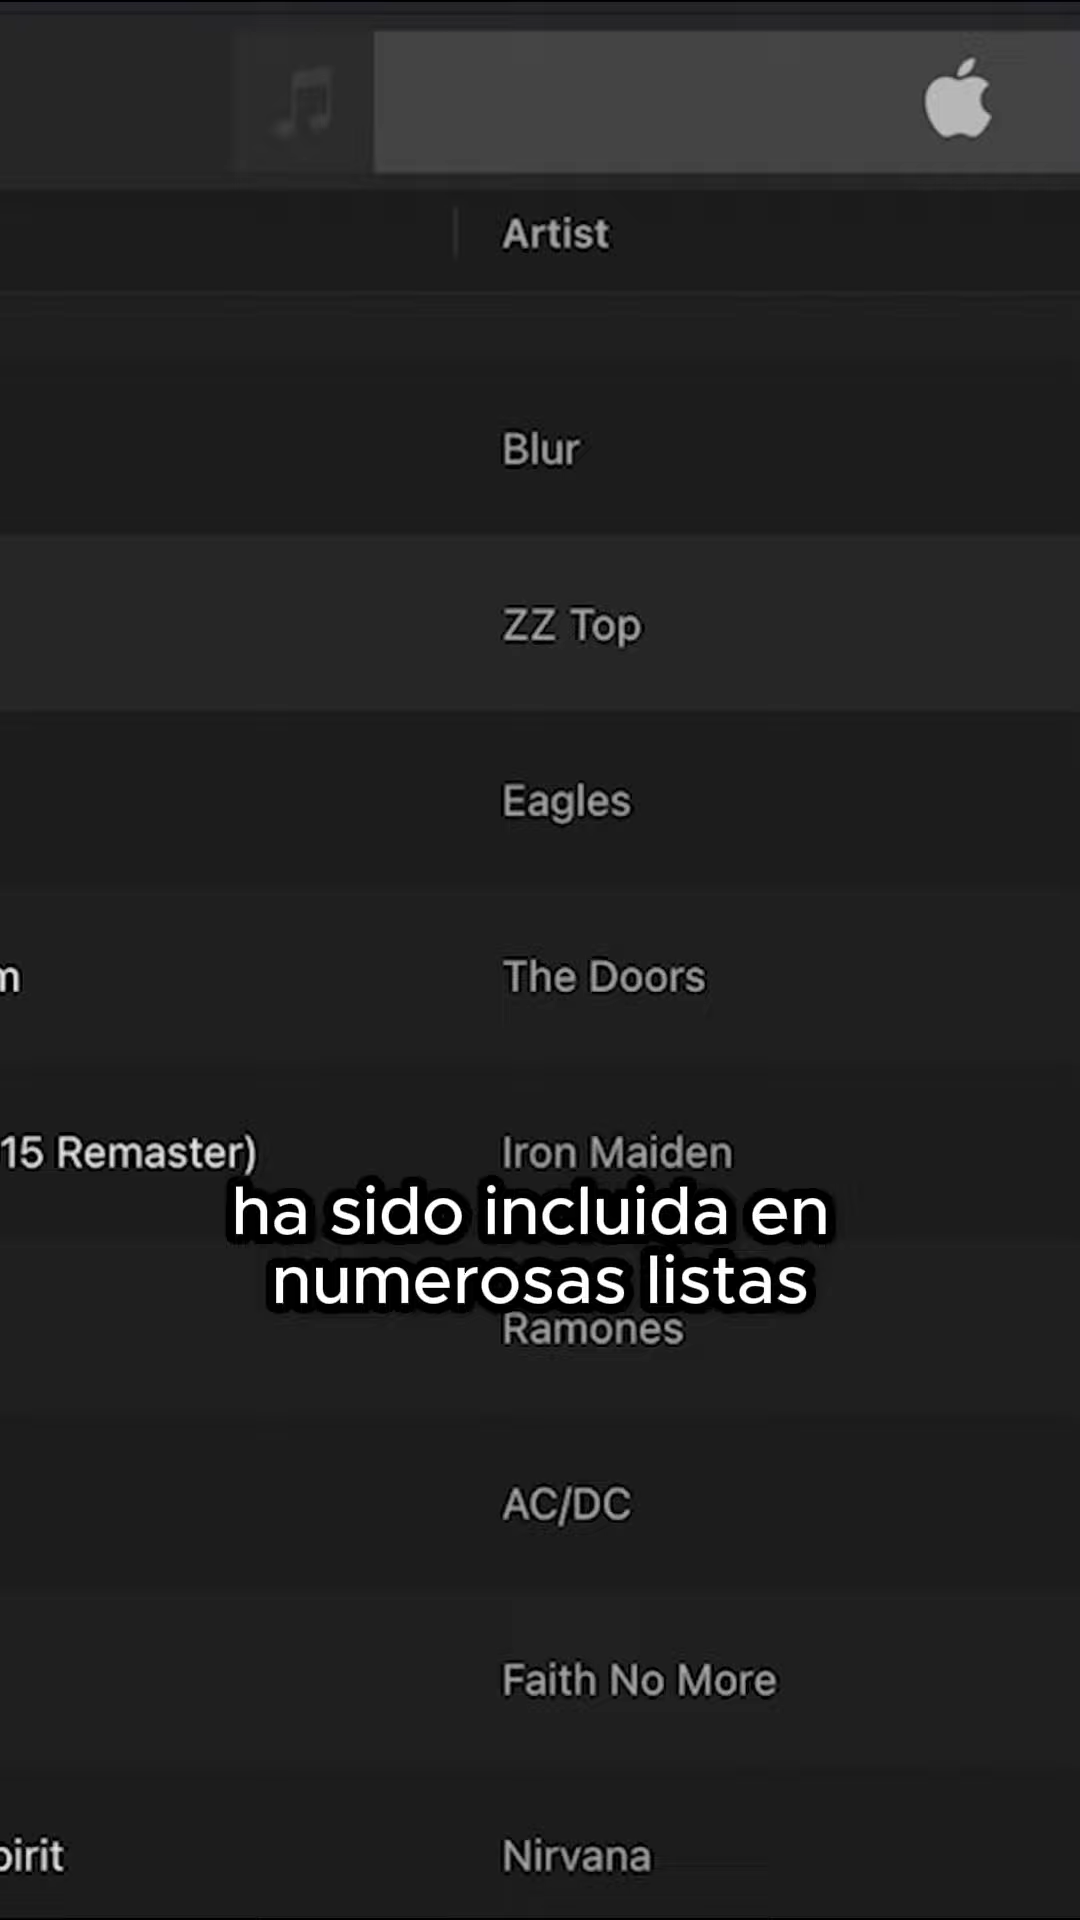 Artist
Blur
ZZ Top
Eagles
m The Doors
15 Remaster) Iron Maiden
ha sido incluida en
numerosas listas
Ramones
AC/DC
Faith No More
pirit Nirvana